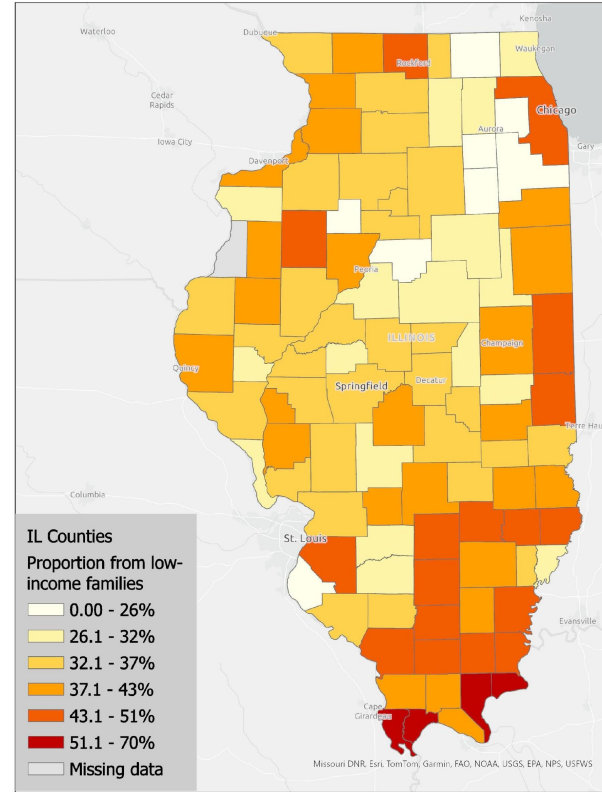 Kenosha
Waterloo
Dubuque
Waukegan
Rockford
Cedar
Rapids
Chicago
Aurora
Iowa City
Gary
Davenport
Peoria
ILLINOIS
Champaign
Quincy
Decatur
Springfield
Terre Hau
Columbia
St. Louis
Evansville
Cape
Girardeau
IL Counties
Proportion from low-
income families
0.00 - 26%
26.1 - 32%
32.1 - 37%
37.1 - 43%
43.1 - 51%
51.1 - 70%
Missing data
Missouri DNR, Esri, TomTom, Garmin, FAO, NOAA, USGS, EPA, NPS, USFWS